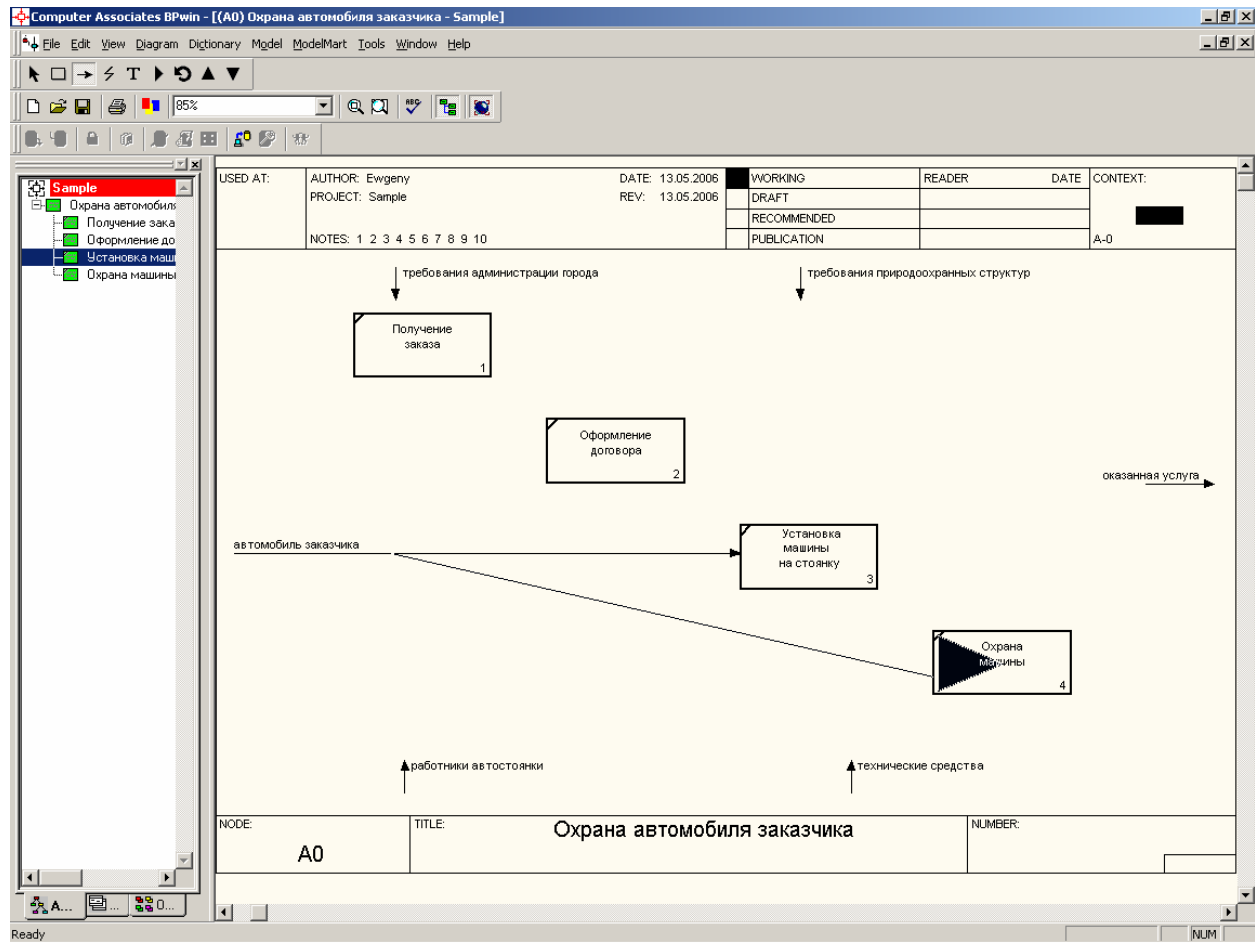 Computer Associates BPwin - [(A0) Охрана автомобиля заказчика - Sample]
File Edit View Diagram Dictionary Model ModelMart Tools Window Help
85%
ABC
Sample
Охрана автомобиля
Получение зака
Оформление до
Установка маши
Охрана машины
A...
...
O...
USED AT:
AUTHOR: Ewgeny
DATE: 13.05.2006
PROJECT: Sample
REV: 13.05.2006
NOTES: 1 2 3 4 5 6 7 8 9 10
WORKING
DRAFT
RECOMMENDED
PUBLICATION
READER DATE
CONTEXT:
A-0
требования администрации города
требования природоохранных структур
Получение
заказа
1
Оформление
договора
2
оказанная услуга
автомобиль заказчика
Установка
машины
на стоянку
3
Охрана
машины
4
работники автостоянки
технические средства
NODE:
A0
TITLE:
Охрана автомобиля заказчика
NUMBER:
Ready
NUM